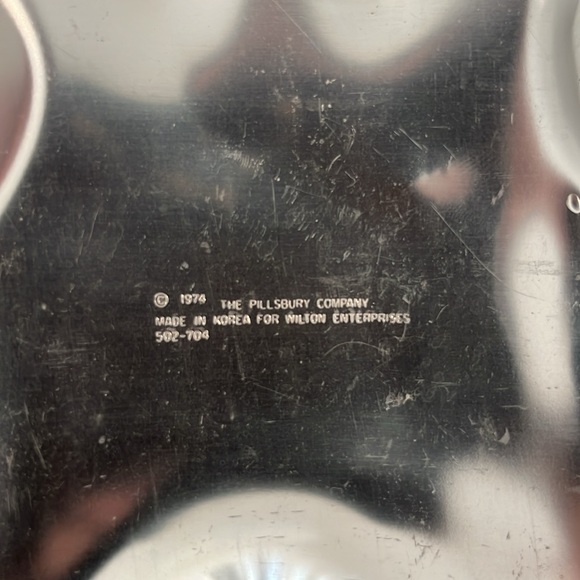 © 1974 THE PILLSBURY COMPANY.
MADE IN KOREA FOR WILTON ENTERPRISES
502-704